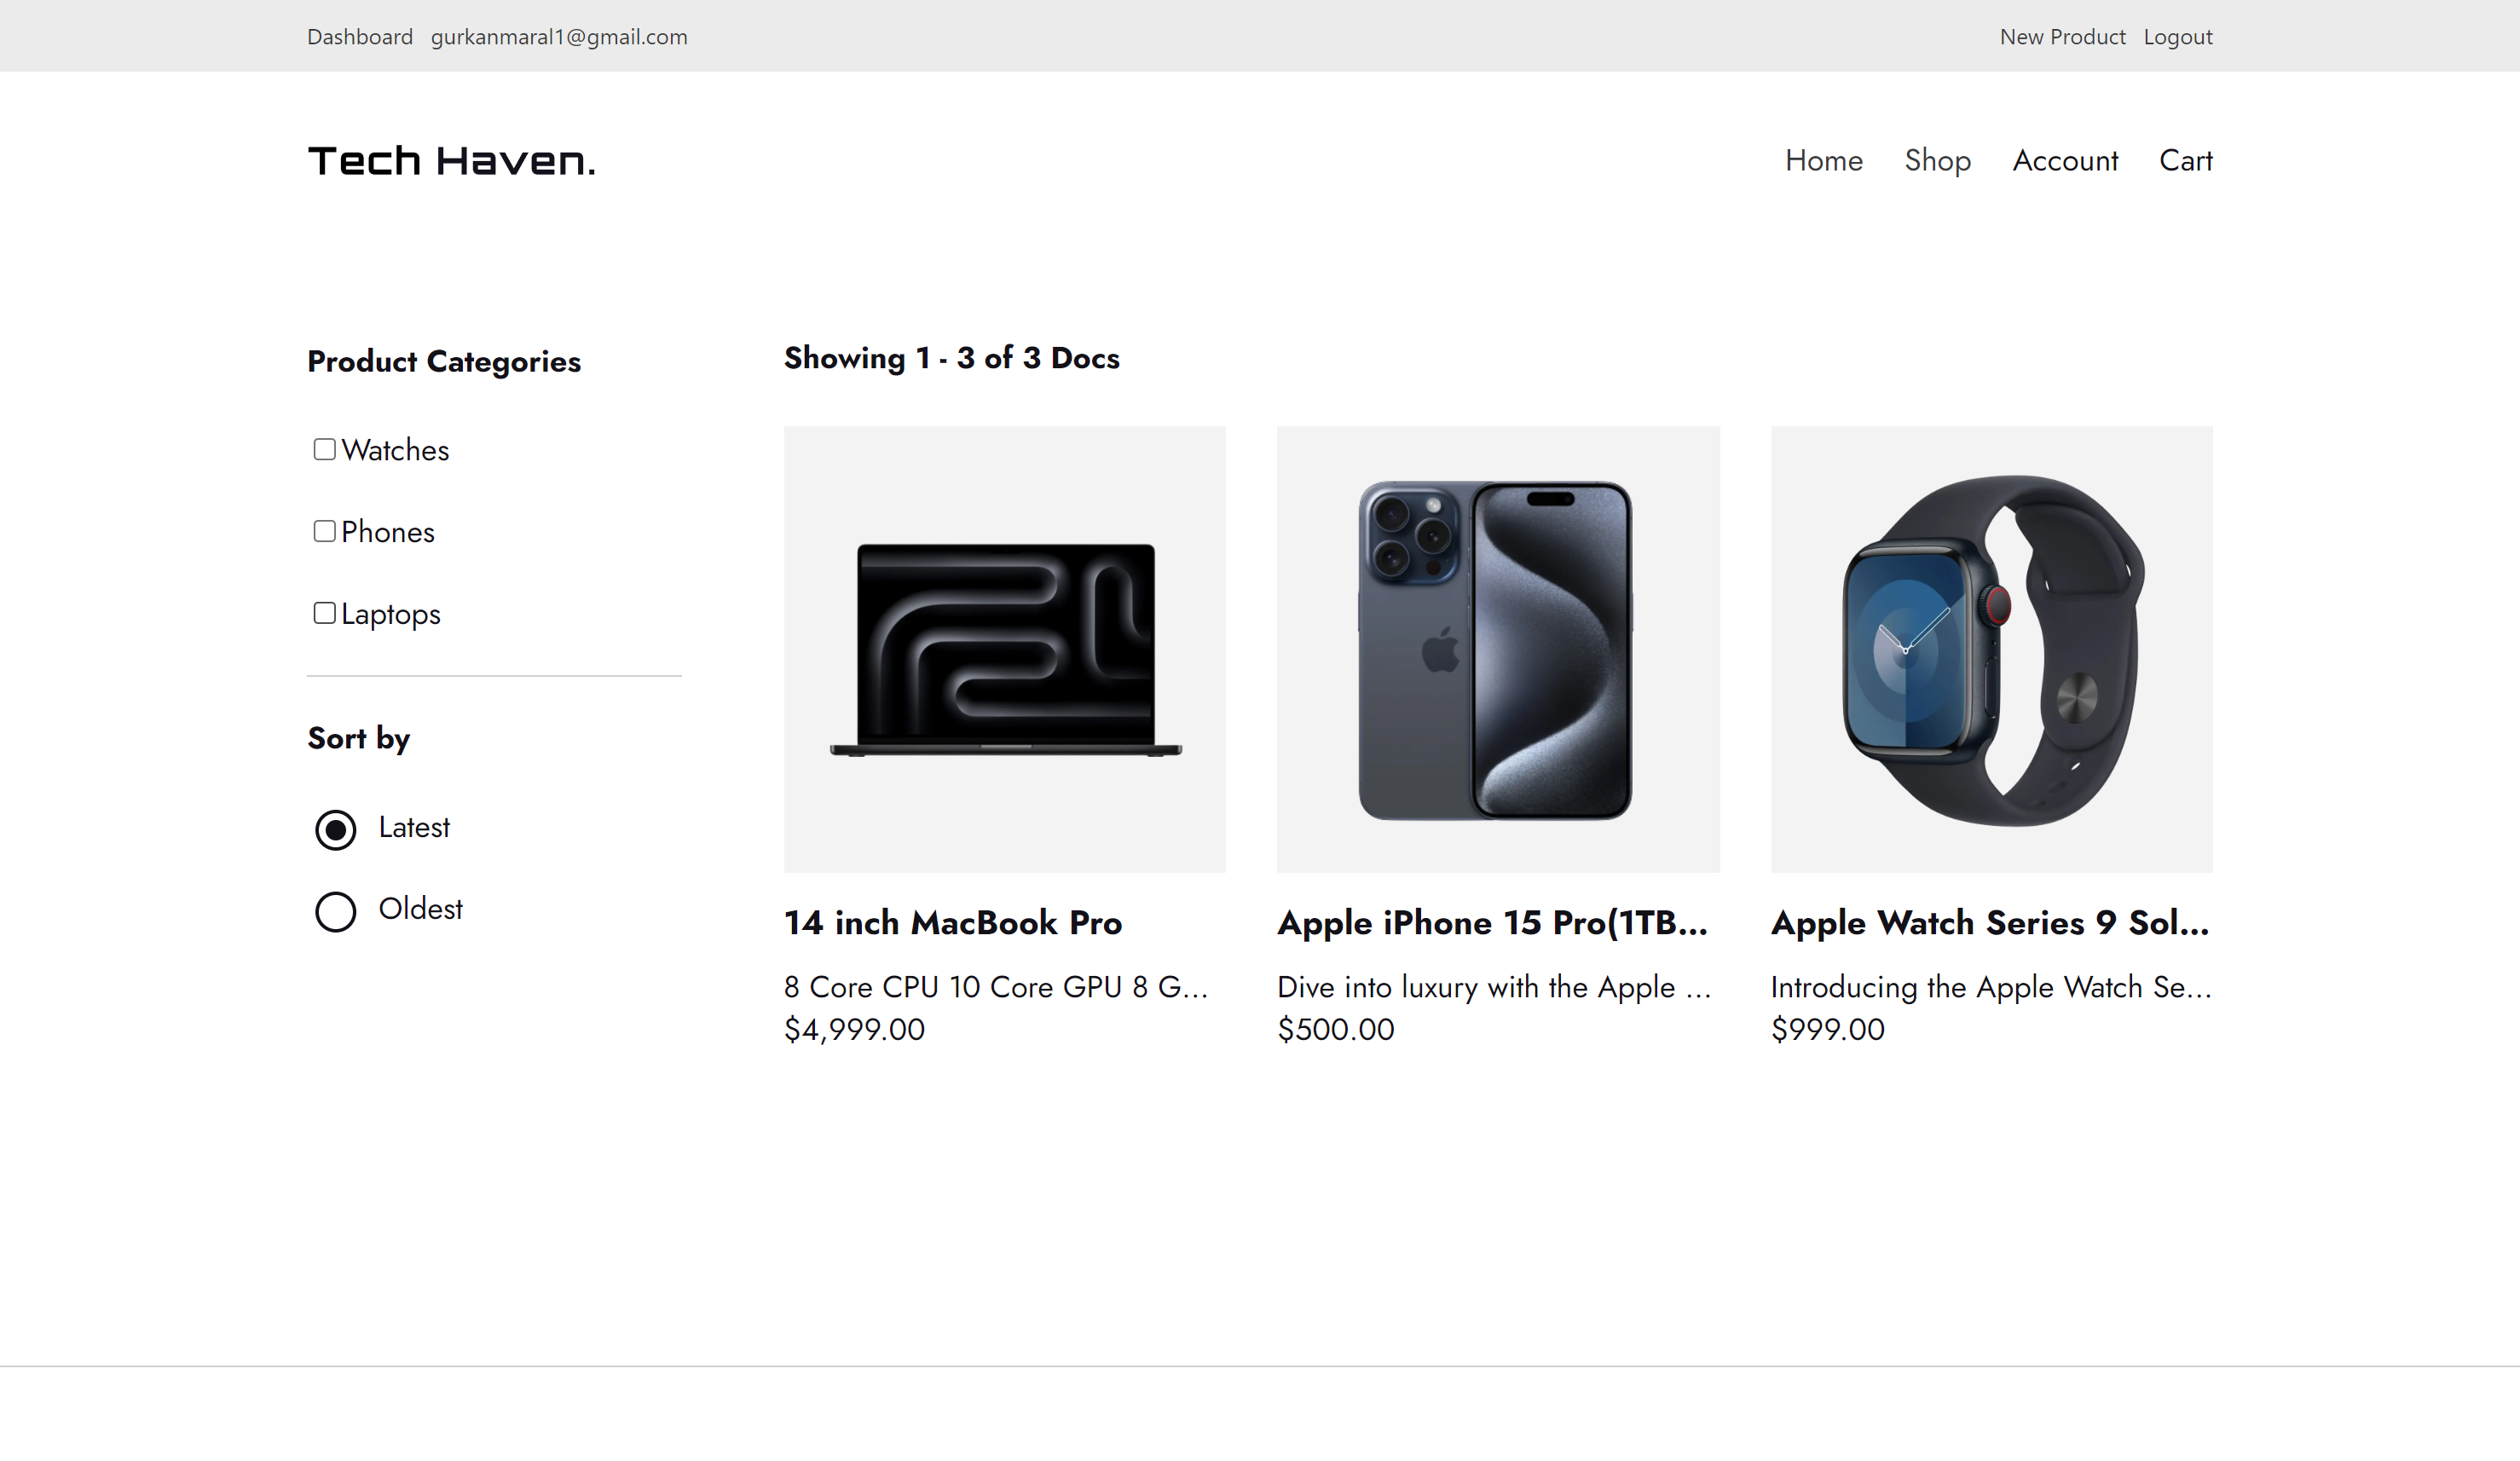 Dashboard gurkanmaral1@gmail.com
New Product Logout
Tech Haven.
Home Shop Account Cart
Product Categories
Watches
Phones
Laptops
Sort by
Latest
Oldest
Showing 1 - 3 of 3 Docs
14 inch MacBook Pro
8 Core CPU 10 Core GPU 8 G...
$4,999.00
Apple iPhone 15 Pro(1TB...
Dive into luxury with the Apple ...
$500.00
Apple Watch Series 9 Sol...
Introducing the Apple Watch Se...
$999.00